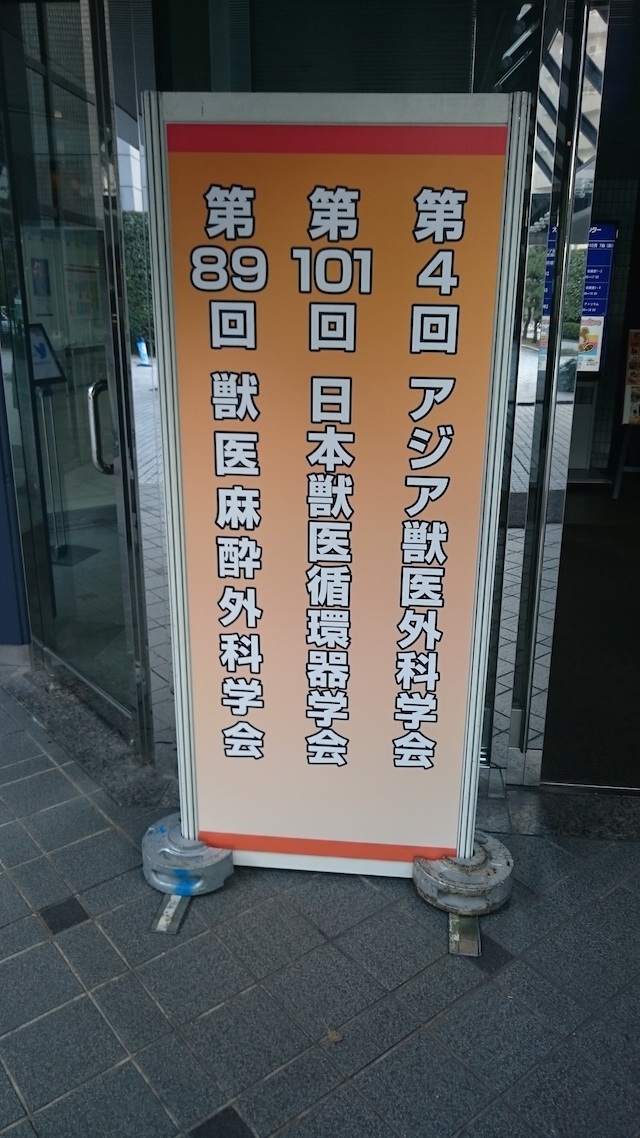 第4回 アジア獣医外科学会
第101回 日本獣医循環器学会
第89回 獣医麻酔外科学会